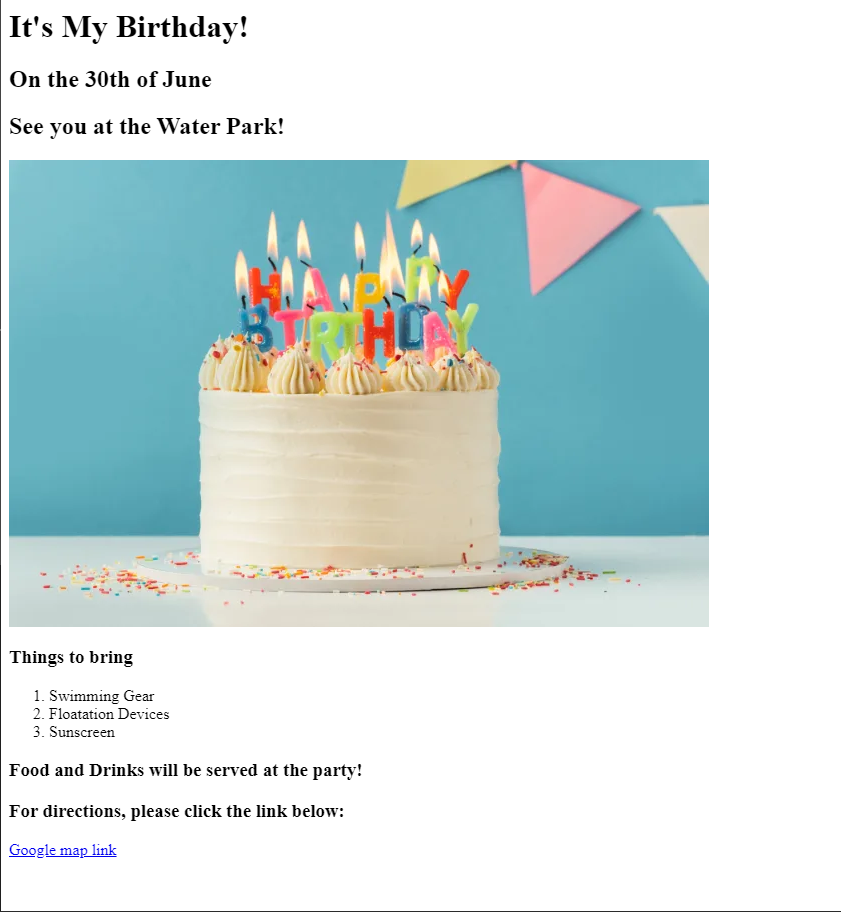 It's My Birthday!
On the 30th of June
See you at the Water Park!
HAPPY
BIRTHDAY
Things to bring
1. Swimming Gear
2. Floatation Devices
3. Sunscreen
Food and Drinks will be served at the party!
For directions, please click the link below:
Google map link